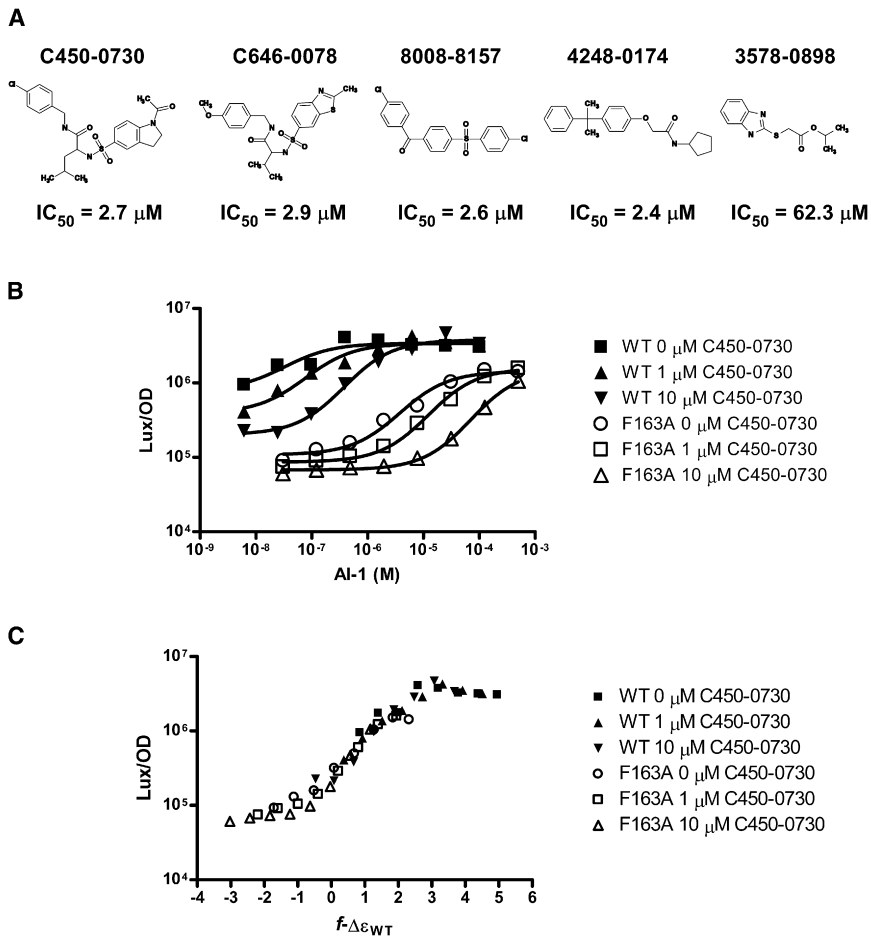 A
C450-0730 C646-0078 8008-8157 4248-0174 3578-0898
IC50 = 2.7 μM IC50 = 2.9 μM IC50 = 2.6 μM IC50 = 2.4 μM IC50 = 62.3 μM
B
Lux/OD
10^7
10^6
10^5
10^4
10^-9 10^-8 10^-7 10^-6 10^-5 10^-4 10^-3
AI-1 (M)
WT 0 μM C450-0730
WT 1 μM C450-0730
WT 10 μM C450-0730
F163A 0 μM C450-0730
F163A 1 μM C450-0730
F163A 10 μM C450-0730
C
Lux/OD
10^7
10^6
10^5
10^4
-4 -3 -2 -1 0 1 2 3 4 5 6
f-ΔεWT
WT 0 μM C450-0730
WT 1 μM C450-0730
WT 10 μM C450-0730
F163A 0 μM C450-0730
F163A 1 μM C450-0730
F163A 10 μM C450-0730